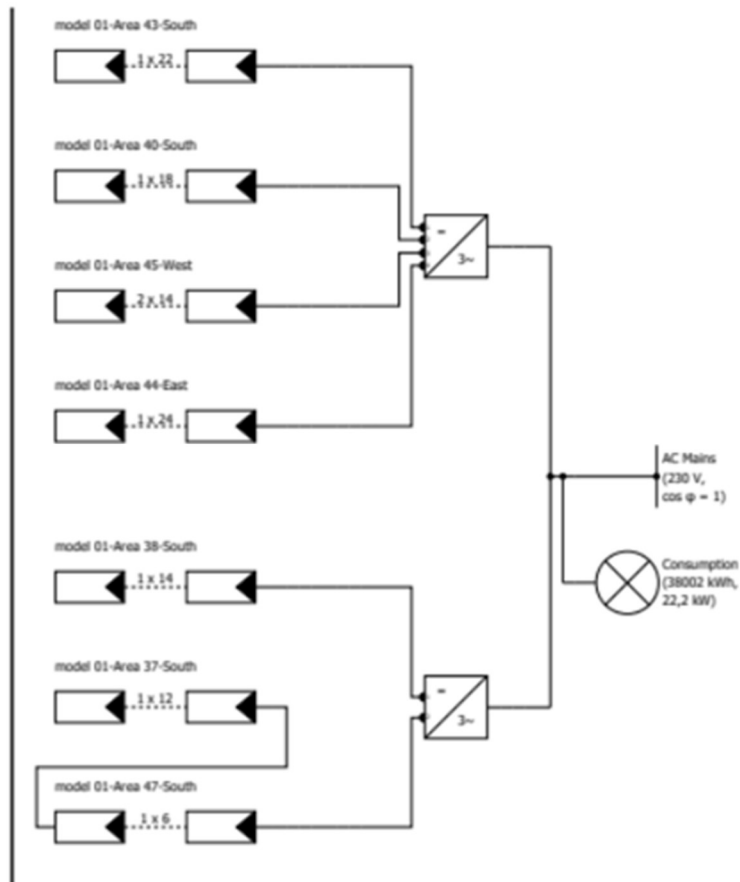 model 01-Area 43-South
1 x 22
model 01-Area 40-South
1 x 18
model 01-Area 45-West
2 x 14
=
3~
model 01-Area 44-East
1 x 24
AC Mains
(230 V,
cos φ = 1)
model 01-Area 38-South
1 x 14
Consumption
(38002 kWh,
22,2 kW)
model 01-Area 37-South
1 x 12
=
3~
model 01-Area 47-South
1 x 6